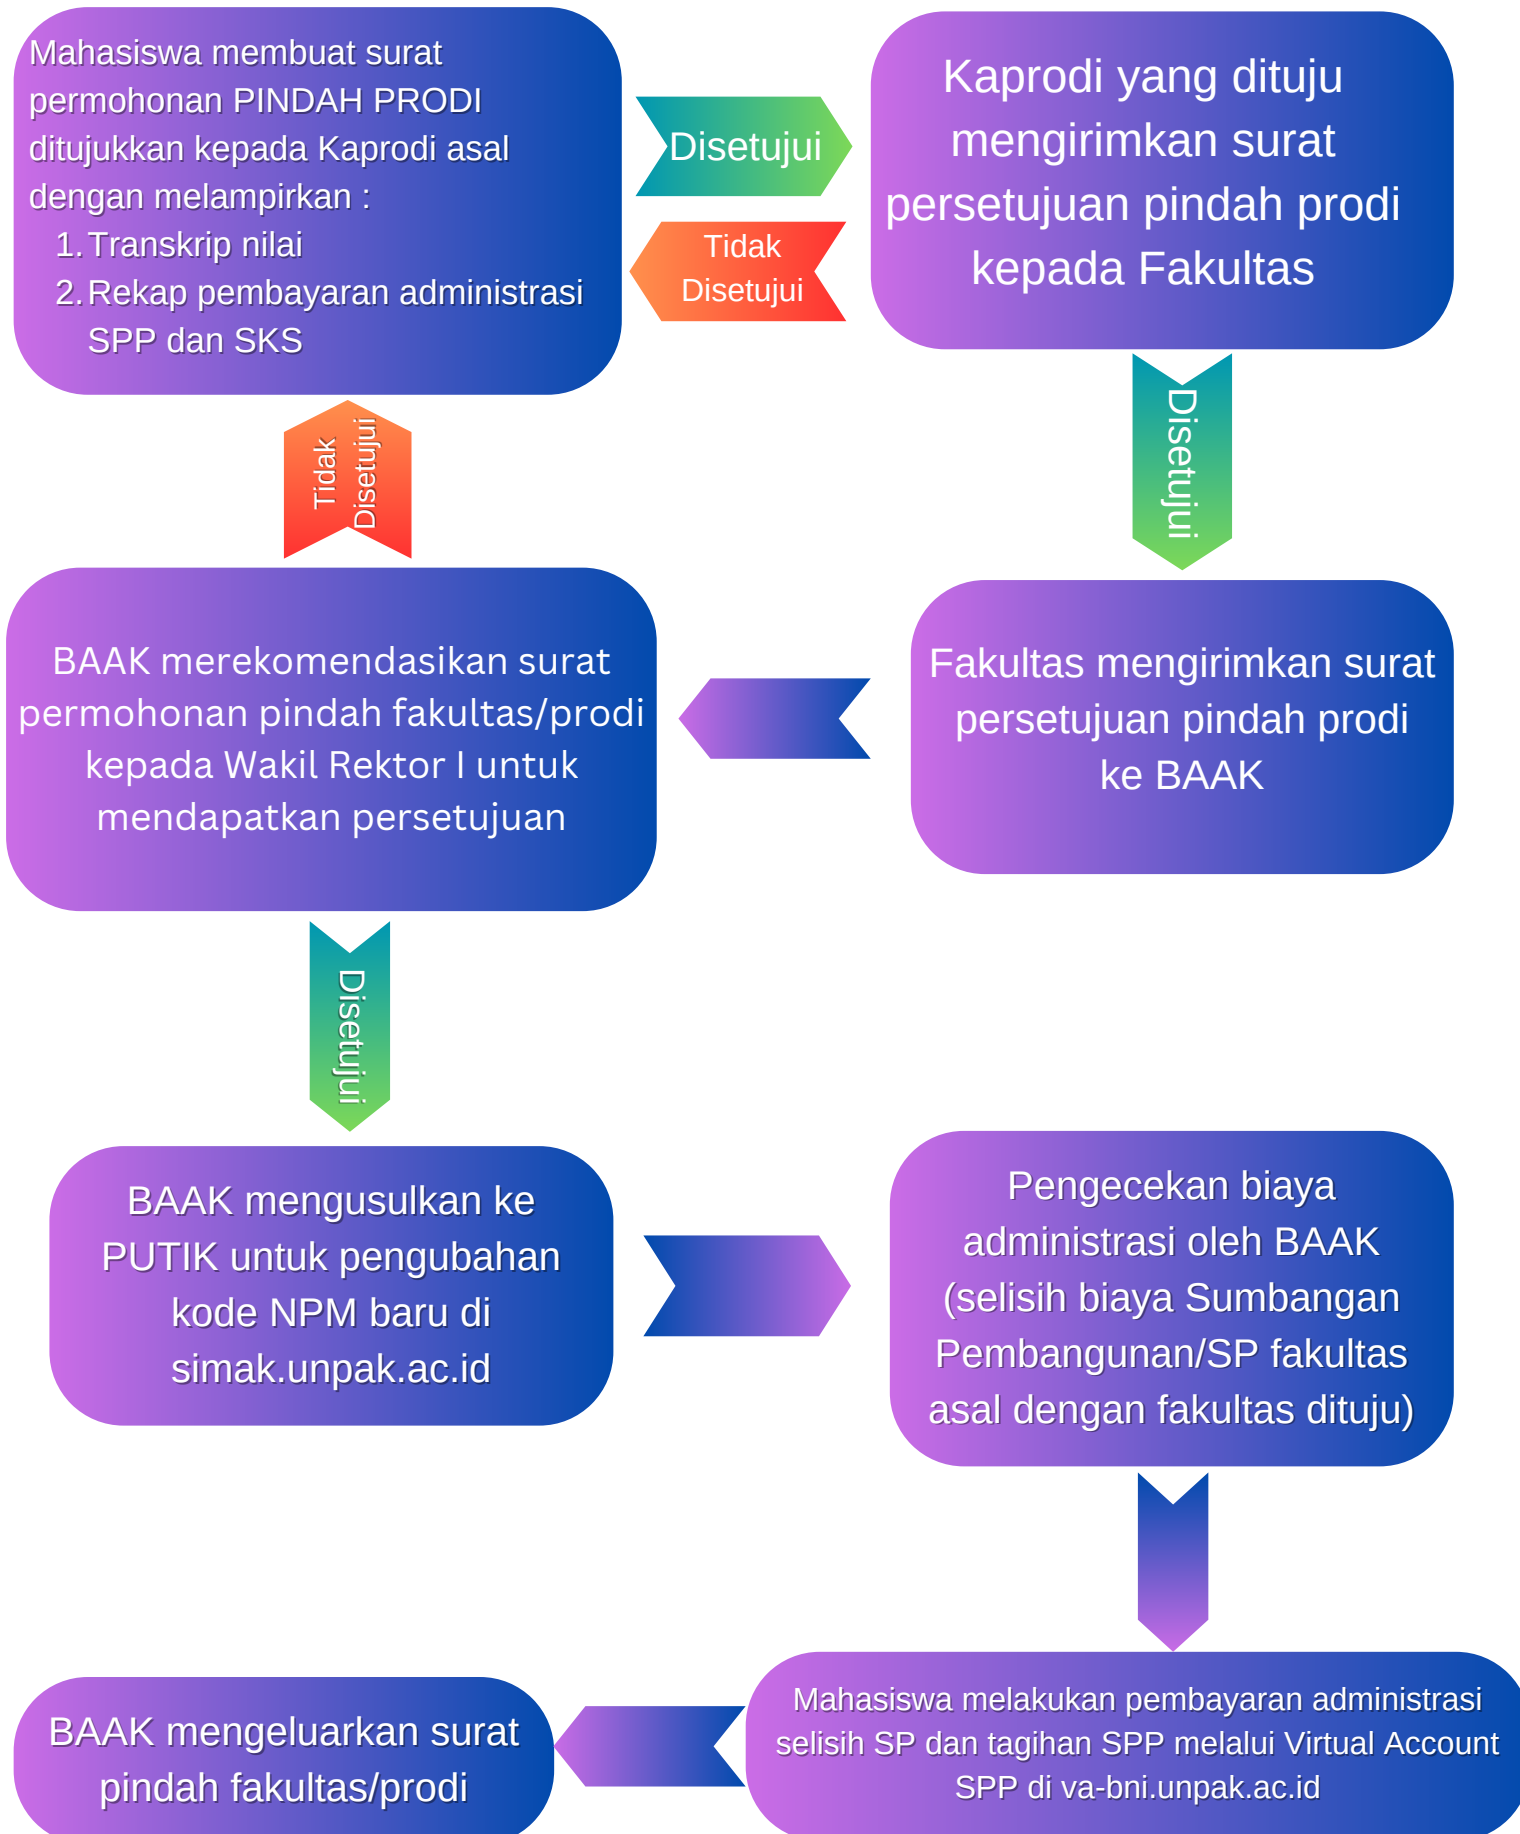 Mahasiswa membuat surat
permohonan PINDAH PRODI
ditujukkan kepada Kaprodi asal
dengan melampirkan :
1. Transkrip nilai
2. Rekap pembayaran administrasi
SPP dan SKS
Disetujui
Tidak
Disetujui
Kaprodi yang dituju
mengirimkan surat
persetujuan pindah prodi
kepada Fakultas
Tidak
Disetujui
Disetujui
BAAK merekomendasikan surat
permohonan pindah fakultas/prodi
kepada Wakil Rektor I untuk
mendapatkan persetujuan
Fakultas mengirimkan surat
persetujuan pindah prodi
ke BAAK
Disetujui
BAAK mengusulkan ke
PUTIK untuk pengubahan
kode NPM baru di
simak.unpak.ac.id
Pengecekan biaya
administrasi oleh BAAK
(selisih biaya Sumbangan
Pembangunan/SP fakultas
asal dengan fakultas dituju)
Mahasiswa melakukan pembayaran administrasi
selisih SP dan tagihan SPP melalui Virtual Account
SPP di va-bni.unpak.ac.id
BAAK mengeluarkan surat
pindah fakultas/prodi